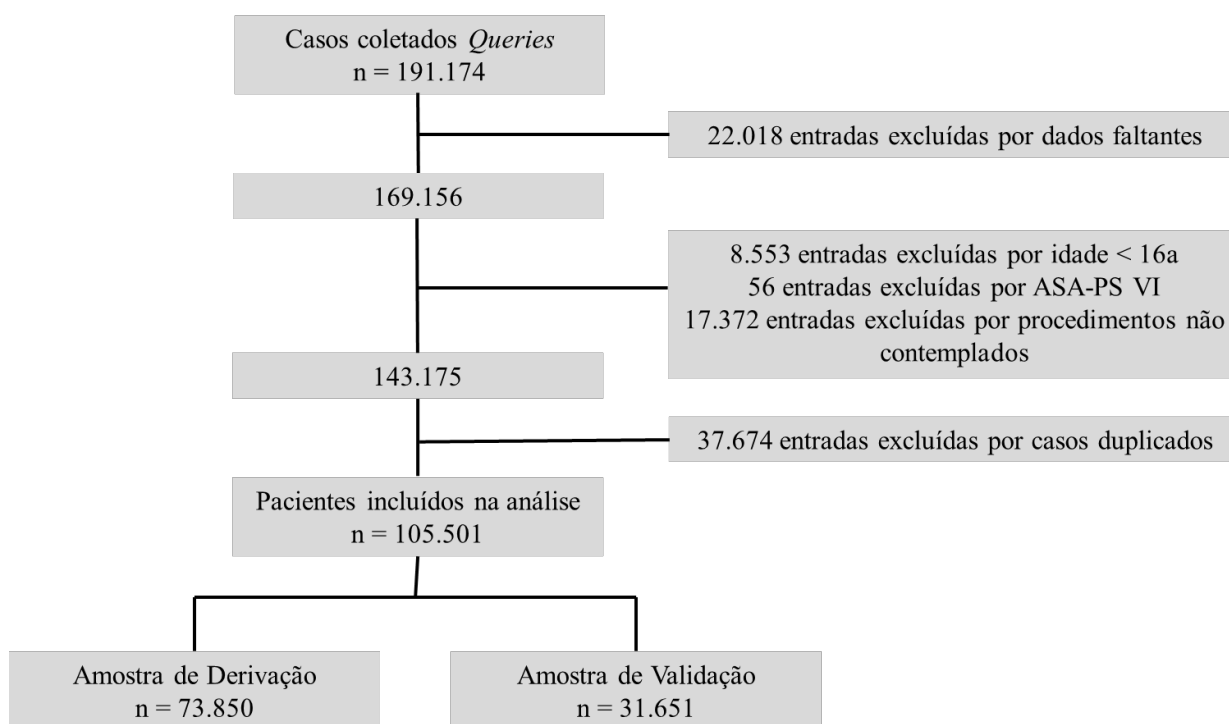 Casos coletados Queries
n = 191.174
22.018 entradas excluídas por dados faltantes
169.156
8.553 entradas excluídas por idade < 16a
56 entradas excluídas por ASA-PS VI
17.372 entradas excluídas por procedimentos não
contemplados
143.175
37.674 entradas excluídas por casos duplicados
Pacientes incluídos na análise
n = 105.501
Amostra de Derivação
n = 73.850
Amostra de Validação
n = 31.651